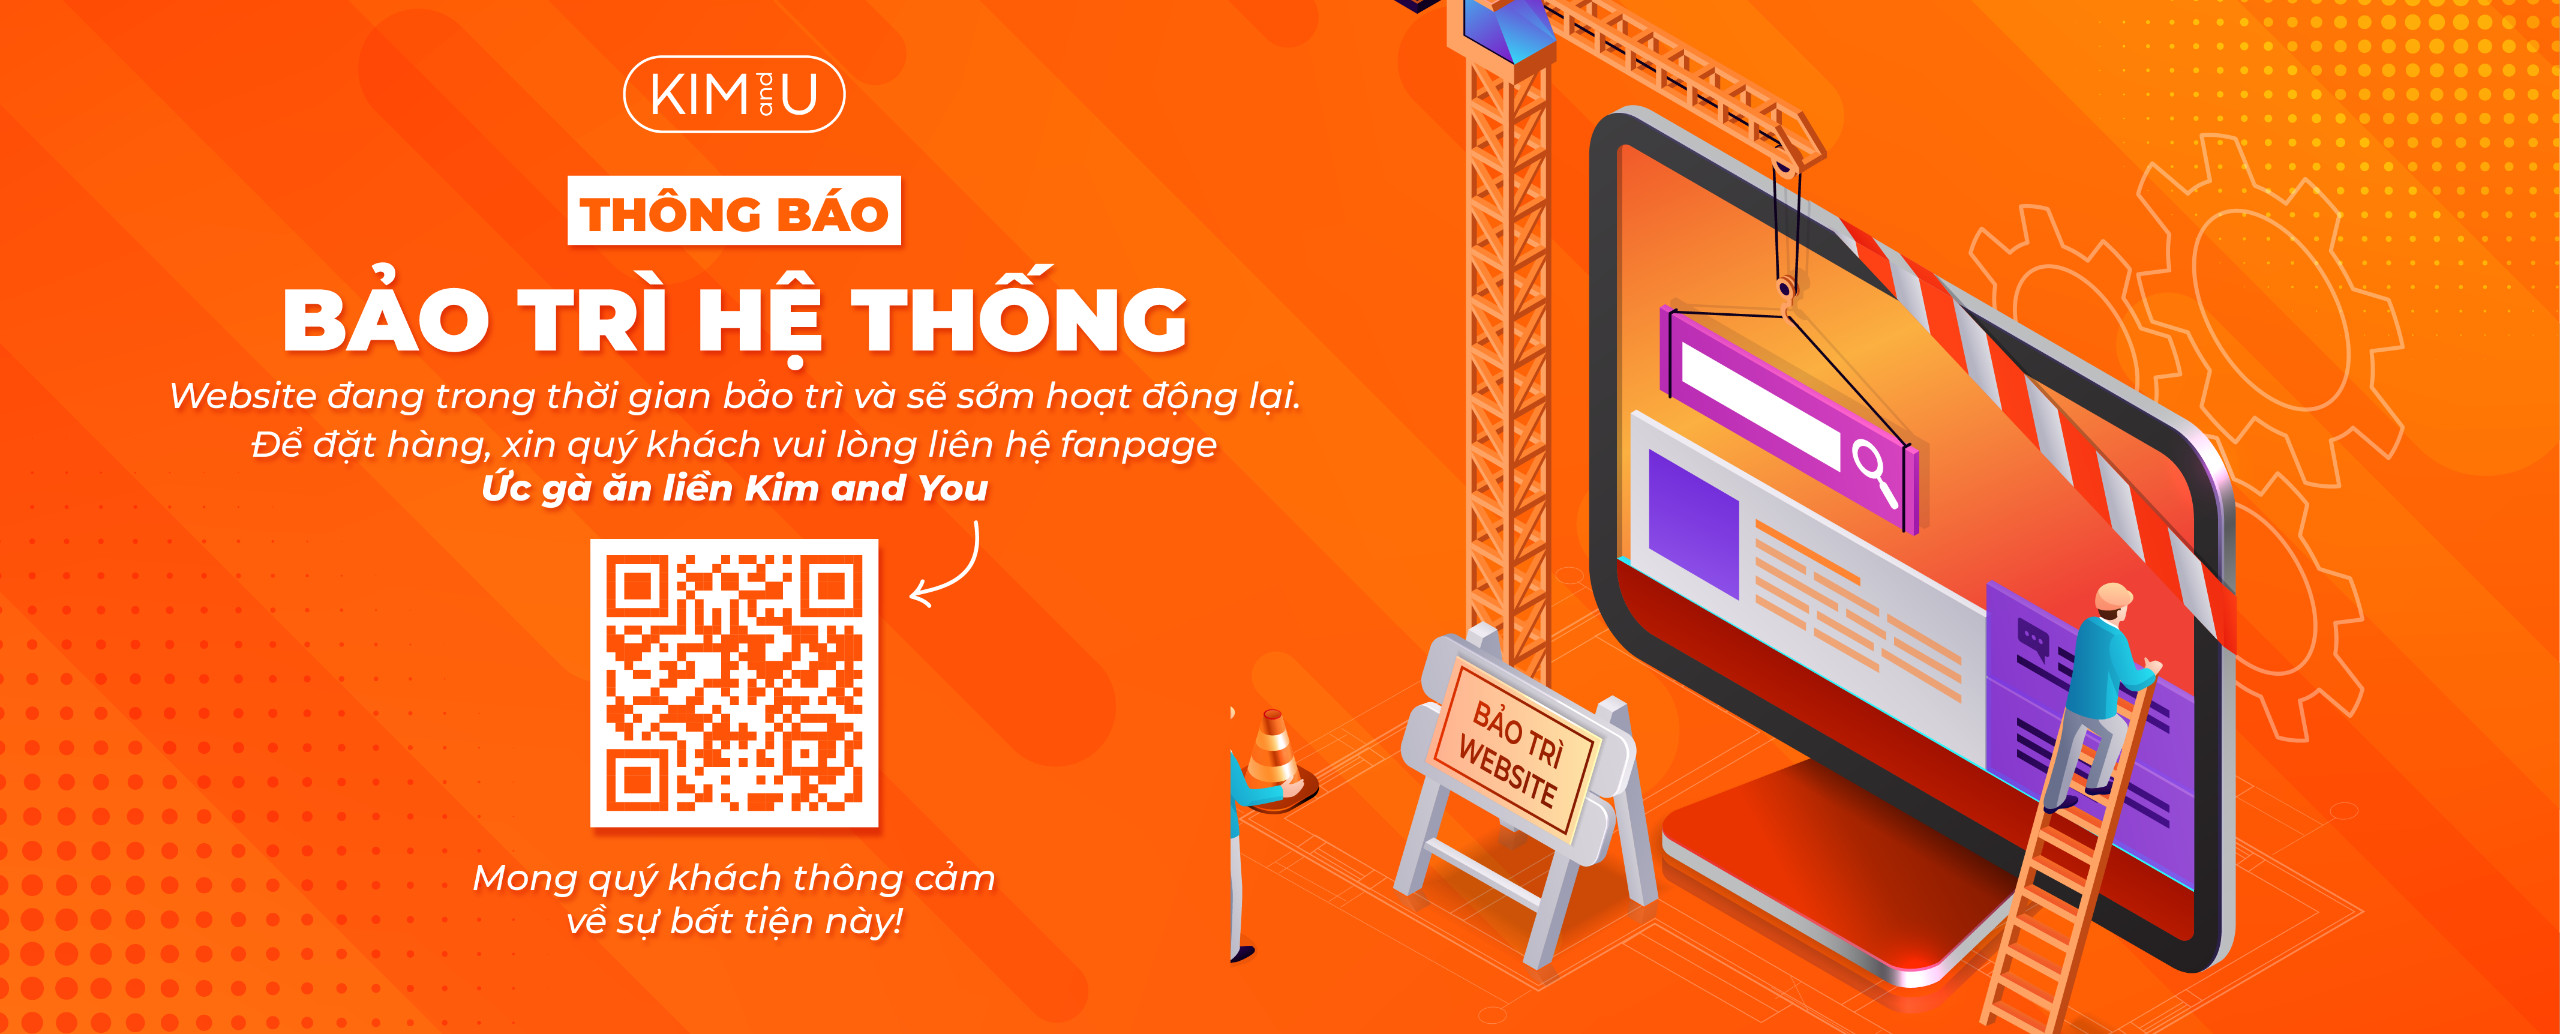 KIM and U
THÔNG BÁO
BẢO TRÌ HỆ THỐNG
Website đang trong thời gian bảo trì và sẽ sớm hoạt động lại.
Để đặt hàng, xin quý khách vui lòng liên hệ fanpage
Ức gà ăn liền Kim and You
Mong quý khách thông cảm
về sự bất tiện này!
BẢO TRÌ
WEBSITE